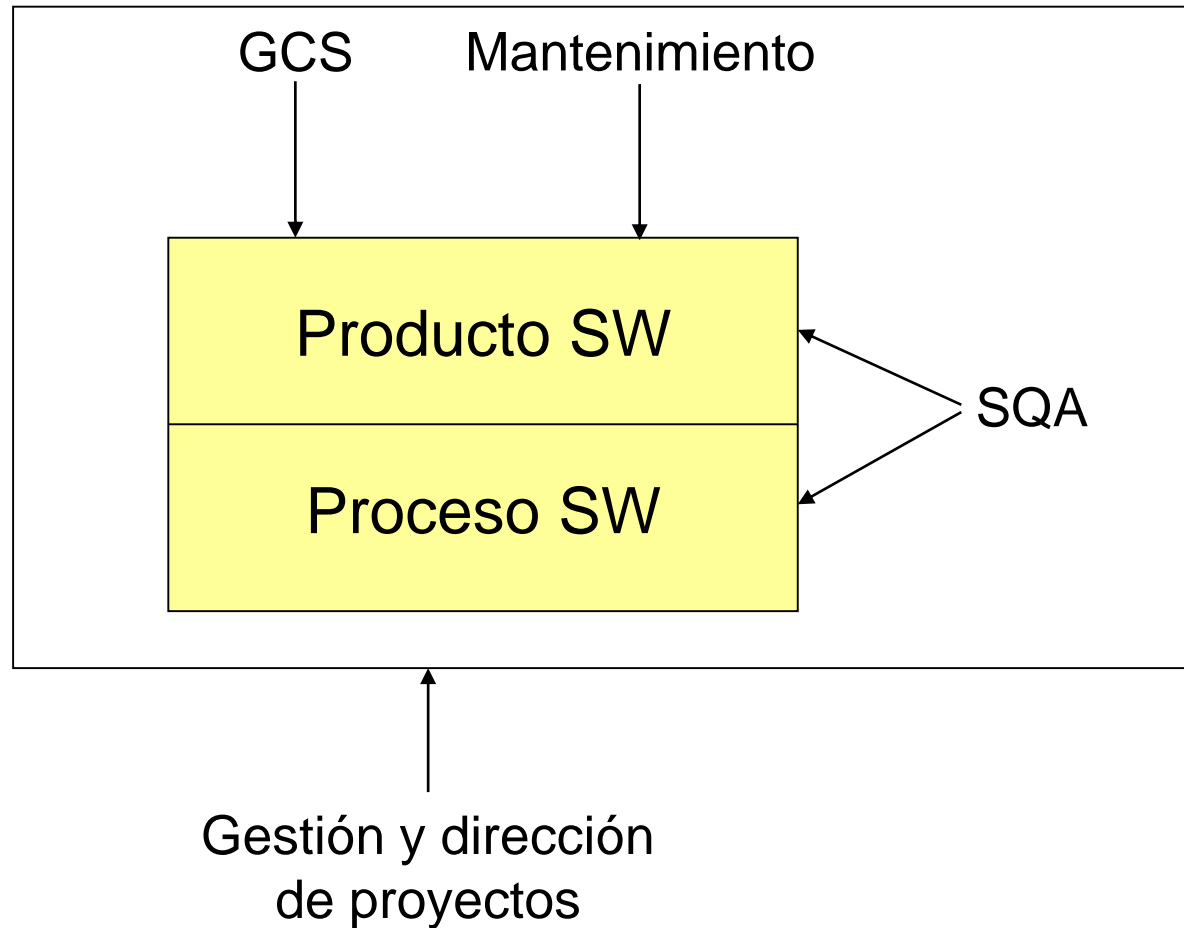 GCS
Mantenimiento
Producto SW
SQA
Proceso SW
Gestión y dirección
de proyectos